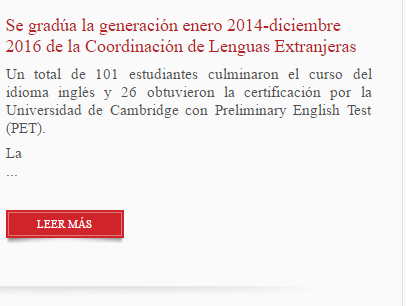 Se gradúa la generación enero 2014-diciembre
2016 de la Coordinación de Lenguas Extranjeras
Un total de 101 estudiantes culminaron el curso del
idioma inglés y 26 obtuvieron la certificación por la
Universidad de Cambridge con Preliminary English Test
(PET).
La
...
LEER MÁS